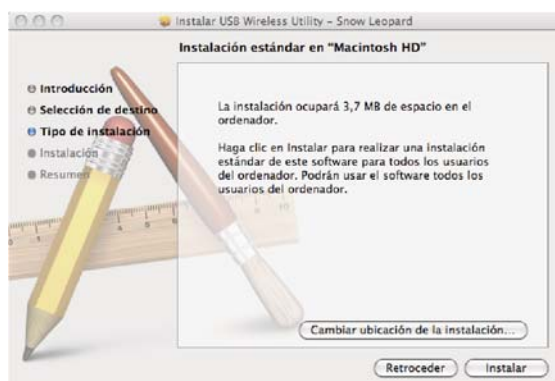 Instalar USB Wireless Utility – Snow Leopard
Instalación estándar en “Macintosh HD”
Introducción
Selección de destino
Tipo de instalación
Instalación
Resumen
La instalación ocupará 3,7 MB de espacio en el
ordenador.
Haga clic en Instalar para realizar una instalación
estándar de este software para todos los usuarios
del ordenador. Podrán usar el software todos los
usuarios del ordenador.
Cambiar ubicación de la instalación...
Retroceder
Instalar